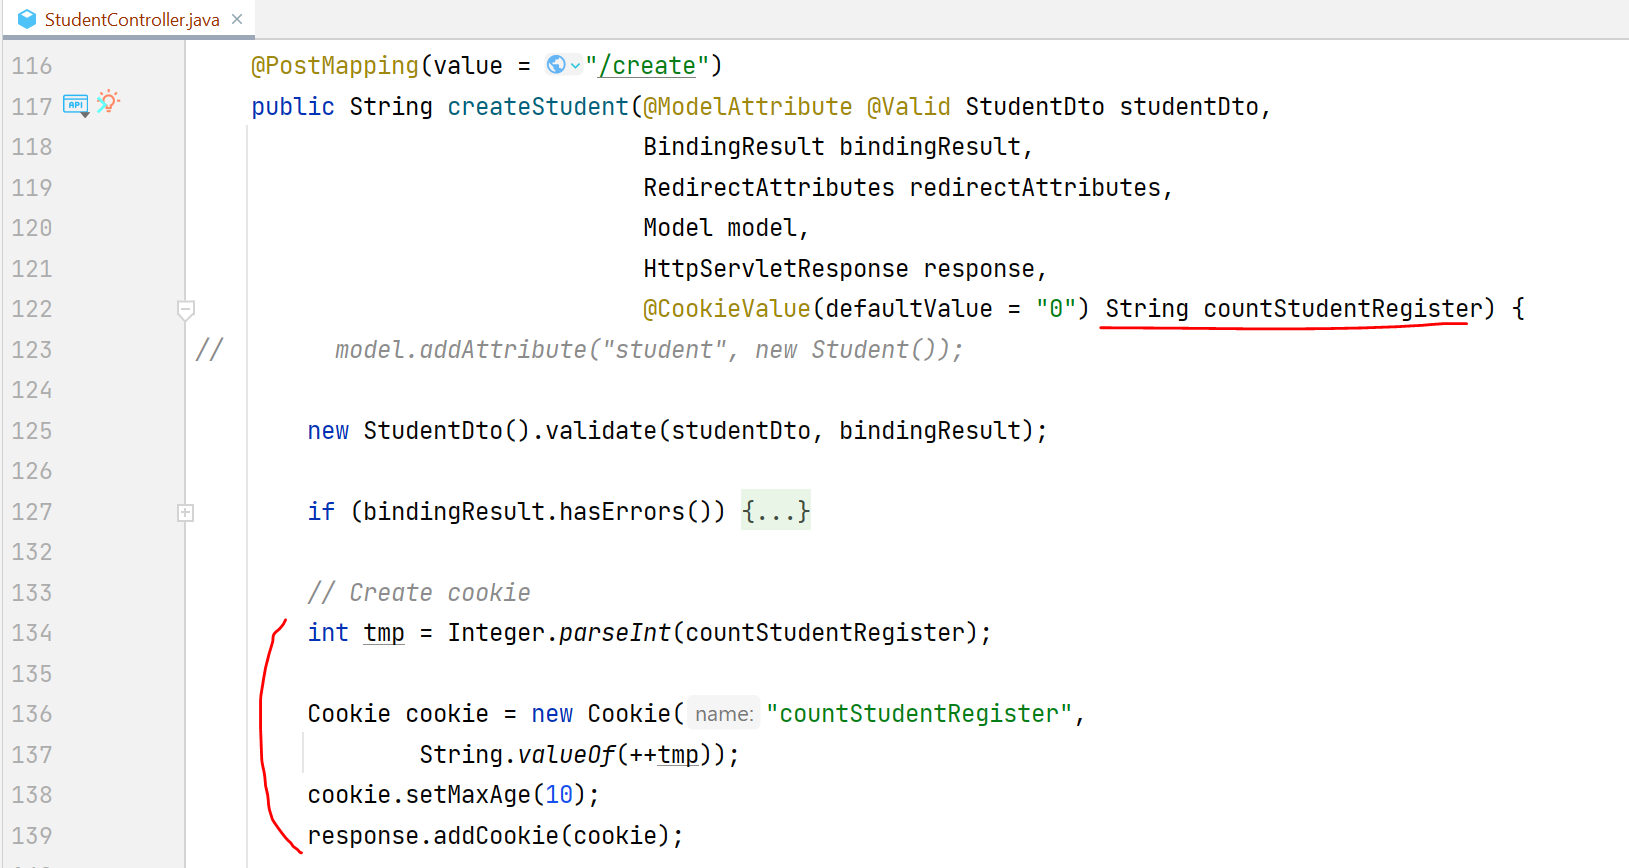 StudentController.java ×
116 @PostMapping(value = "/create")
117 API public String createStudent(@ModelAttribute @Valid StudentDto studentDto,
118 BindingResult bindingResult,
119 RedirectAttributes redirectAttributes,
120 Model model,
121 HttpServletResponse response,
122 @CookieValue(defaultValue = "0") String countStudentRegister) {
123 // model.addAttribute("student", new Student());
124
125 new StudentDto().validate(studentDto, bindingResult);
126
127 if (bindingResult.hasErrors()) {...}
132
133 // Create cookie
134 int tmp = Integer.parseInt(countStudentRegister);
135
136 Cookie cookie = new Cookie( name: "countStudentRegister",
137 String.valueOf(++tmp));
138 cookie.setMaxAge(10);
139 response.addCookie(cookie);